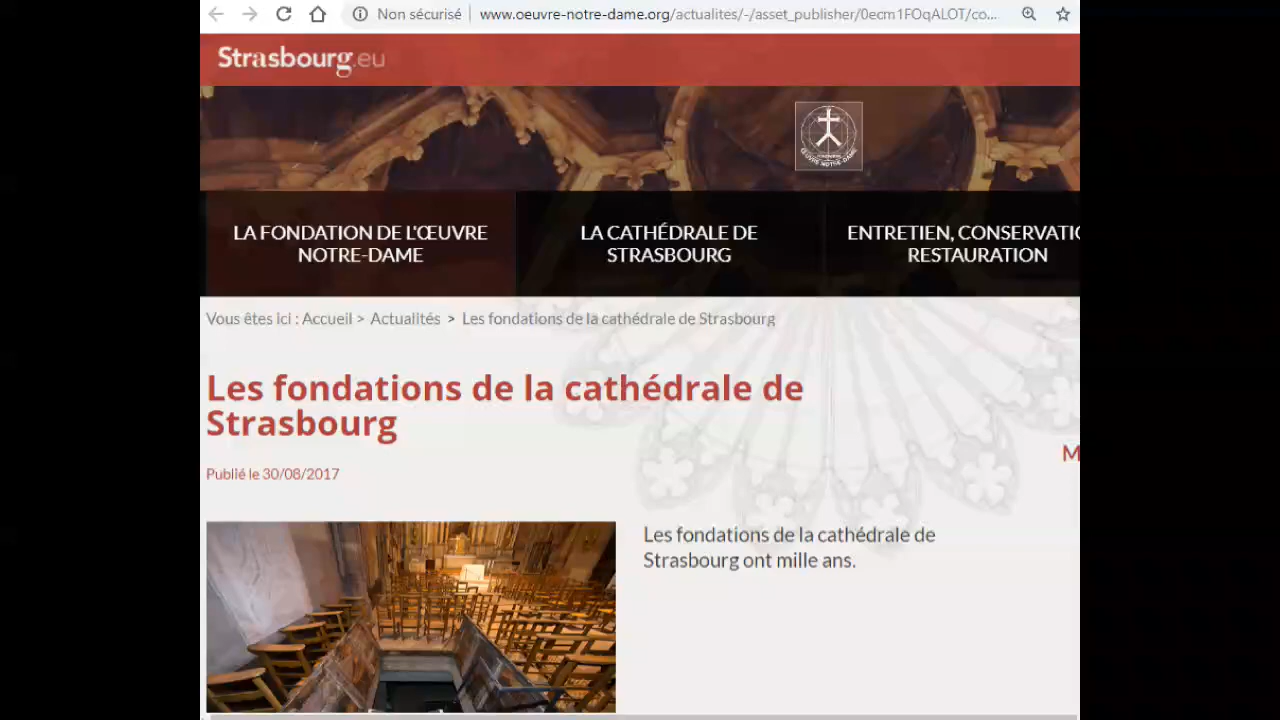 Non sécurisé | www.oeuvre-notre-dame.org/actualites/-/asset_publisher/0ecm1FOqALOT/co...
Strasbourg.eu
ŒUVRE NOTRE-DAME
LA FONDATION DE L'ŒUVRE
NOTRE-DAME
LA CATHÉDRALE DE
STRASBOURG
ENTRETIEN, CONSERVATIO
RESTAURATION
Vous êtes ici : Accueil > Actualités > Les fondations de la cathédrale de Strasbourg
Les fondations de la cathédrale de
Strasbourg
M
Publié le 30/08/2017
Les fondations de la cathédrale de
Strasbourg ont mille ans.